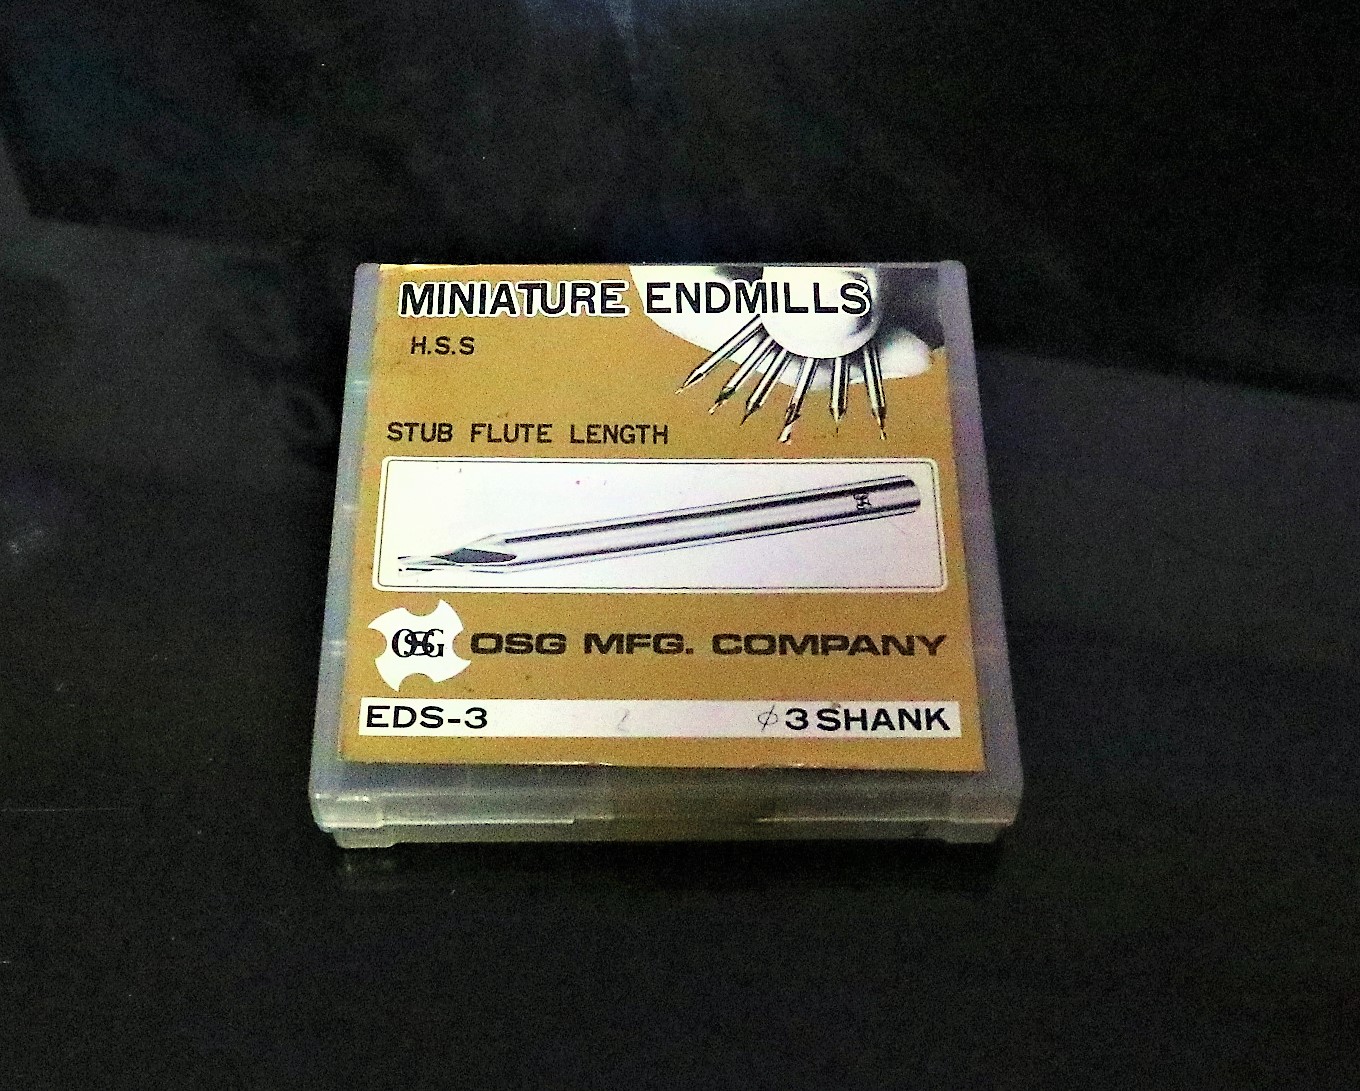 MINIATURE ENDMILLS
H.S.S
STUB FLUTE LENGTH
OSG OSG MFG. COMPANY
EDS-3 ϕ3 SHANK